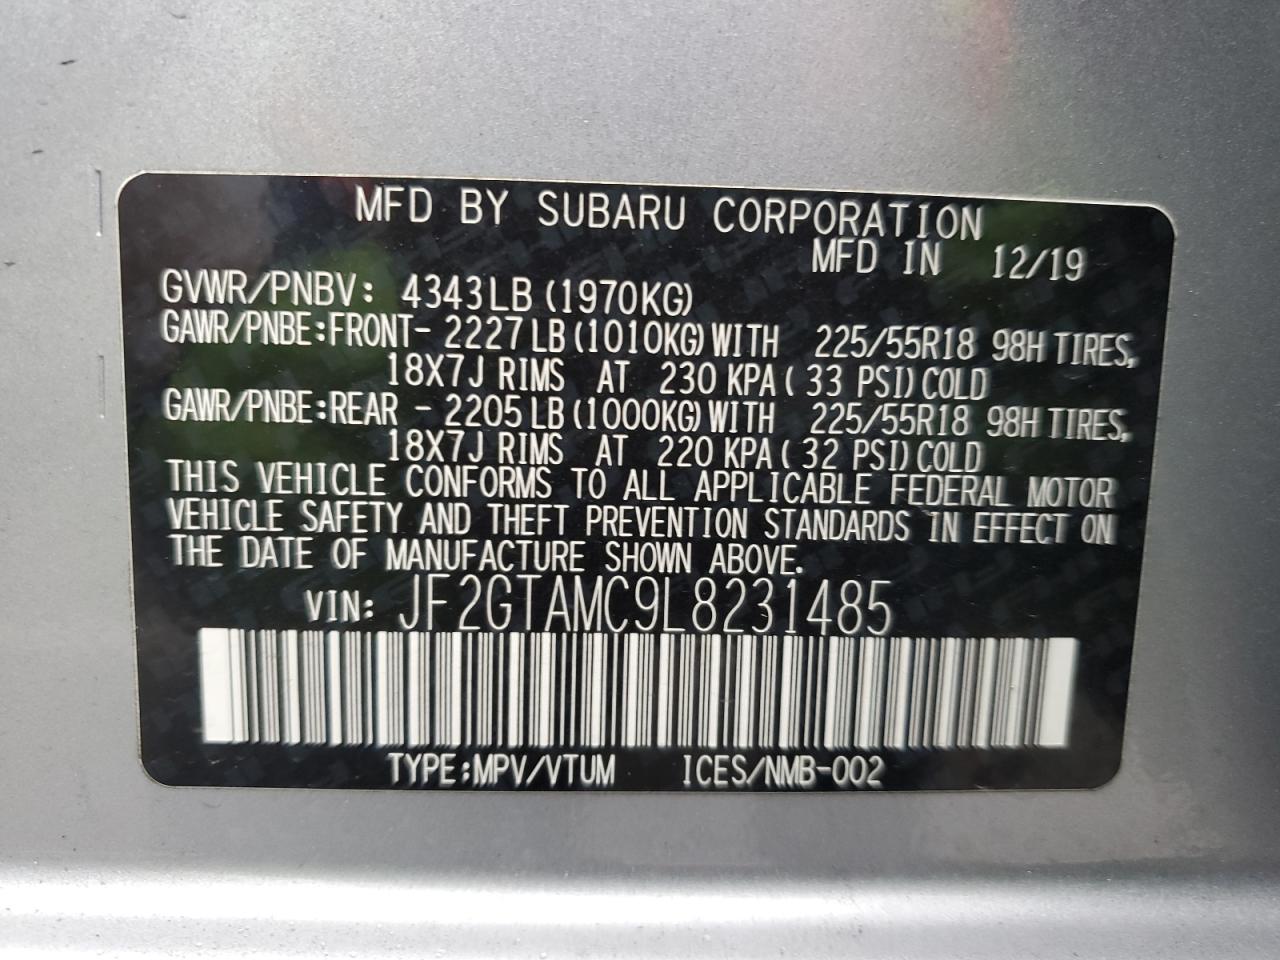 MFD BY SUBARU CORPORATION
MFD IN 12/19
GVWR/PNBV: 4343LB (1970KG)
GAWR/PNBE:FRONT- 2227LB (1010KG) WITH 225/55R18 98H TIRES,
18X7J RIMS AT 230 KPA ( 33 PSI) COLD
GAWR/PNBE:REAR - 2205LB (1000KG) WITH 225/55R18 98H TIRES,
18X7J RIMS AT 220 KPA ( 32 PSI) COLD
THIS VEHICLE CONFORMS TO ALL APPLICABLE FEDERAL MOTOR
VEHICLE SAFETY AND THEFT PREVENTION STANDARDS IN EFFECT ON
THE DATE OF MANUFACTURE SHOWN ABOVE.
VIN: JF2GTAMC9L8231485
TYPE:MPV/VTUM ICES/NMB-002